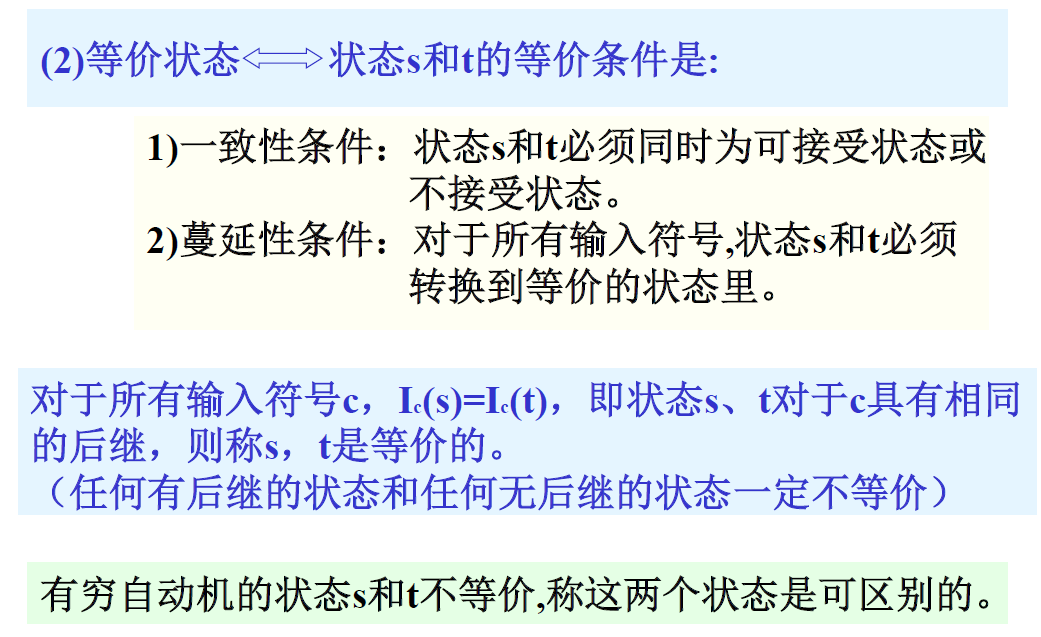 (2)等价状态⟺状态s和t的等价条件是:
1)一致性条件：状态s和t必须同时为可接受状态或
不接受状态。
2)蔓延性条件：对于所有输入符号,状态s和t必须
转换到等价的状态里。
对于所有输入符号c，Ic(s)=Ic(t)，即状态s、t对于c具有相同
的后继，则称s，t是等价的。
（任何有后继的状态和任何无后继的状态一定不等价）
有穷自动机的状态s和t不等价,称这两个状态是可区别的。